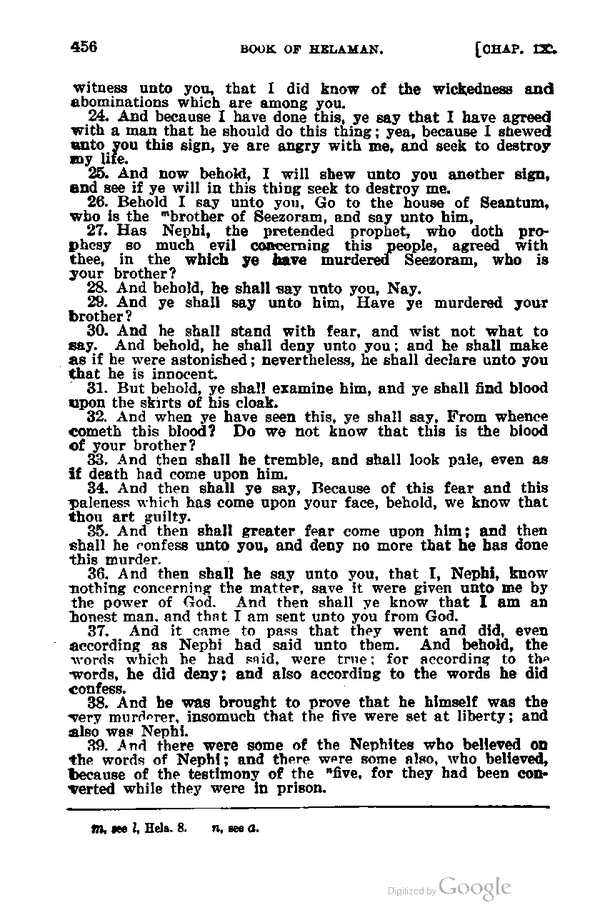 456 BOOK OF HELAMAN. [CHAP. IX.
witness unto you, that I did know of the wickedness and
abominations which are among you.
24. And because I have done this, ye say that I have agreed
with a man that he should do this thing; yea, because I shewed
unto you this sign, ye are angry with me, and seek to destroy
my life.
25. And now behold, I will shew unto you another sign,
and see if ye will in this thing seek to destroy me.
26. Behold I say unto you, Go to the house of Seantum,
who is the ᵐbrother of Seezoram, and say unto him,
27. Has Nephi, the pretended prophet, who doth pro-
phesy so much evil concerning this people, agreed with
thee, in the which ye have murdered Seezoram, who is
your brother?
28. And behold, he shall say unto you, Nay.
29. And ye shall say unto him, Have ye murdered your
brother?
30. And he shall stand with fear, and wist not what to
say. And behold, he shall deny unto you; and he shall make
as if he were astonished; nevertheless, he shall declare unto you
that he is innocent.
31. But behold, ye shall examine him, and ye shall find blood
upon the skirts of his cloak.
32. And when ye have seen this, ye shall say, From whence
cometh this blood? Do we not know that this is the blood
of your brother?
33. And then shall he tremble, and shall look pale, even as
if death had come upon him.
34. And then shall ye say, Because of this fear and this
paleness which has come upon your face, behold, we know that
thou art guilty.
35. And then shall greater fear come upon him; and then
shall he confess unto you, and deny no more that he has done
this murder.
36. And then shall he say unto you, that I, Nephi, know
nothing concerning the matter, save it were given unto me by
the power of God. And then shall ye know that I am an
honest man, and that I am sent unto you from God.
37. And it came to pass that they went and did, even
according as Nephi had said unto them. And behold, the
words which he had said, were true; for according to the
words, he did deny; and also according to the words he did
confess.
38. And he was brought to prove that he himself was the
very murderer, insomuch that the five were set at liberty; and
also was Nephi.
39. And there were some of the Nephites who believed on
the words of Nephi; and there were some also, who believed,
because of the testimony of the ⁿfive, for they had been con-
verted while they were in prison.
m, see l, Hela. 8. n, see a.
Digitized by Google